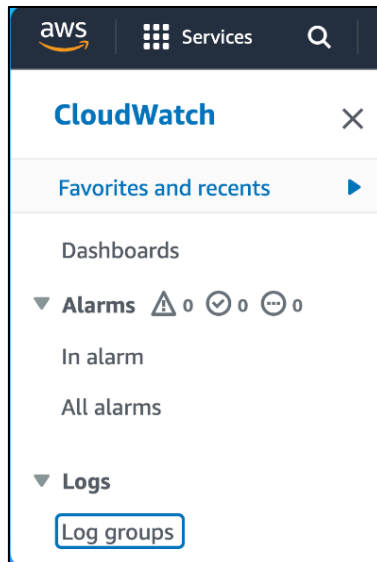 aws Services
CloudWatch
Favorites and recents
Dashboards
Alarms 0 0 0
In alarm
All alarms
Logs
Log groups